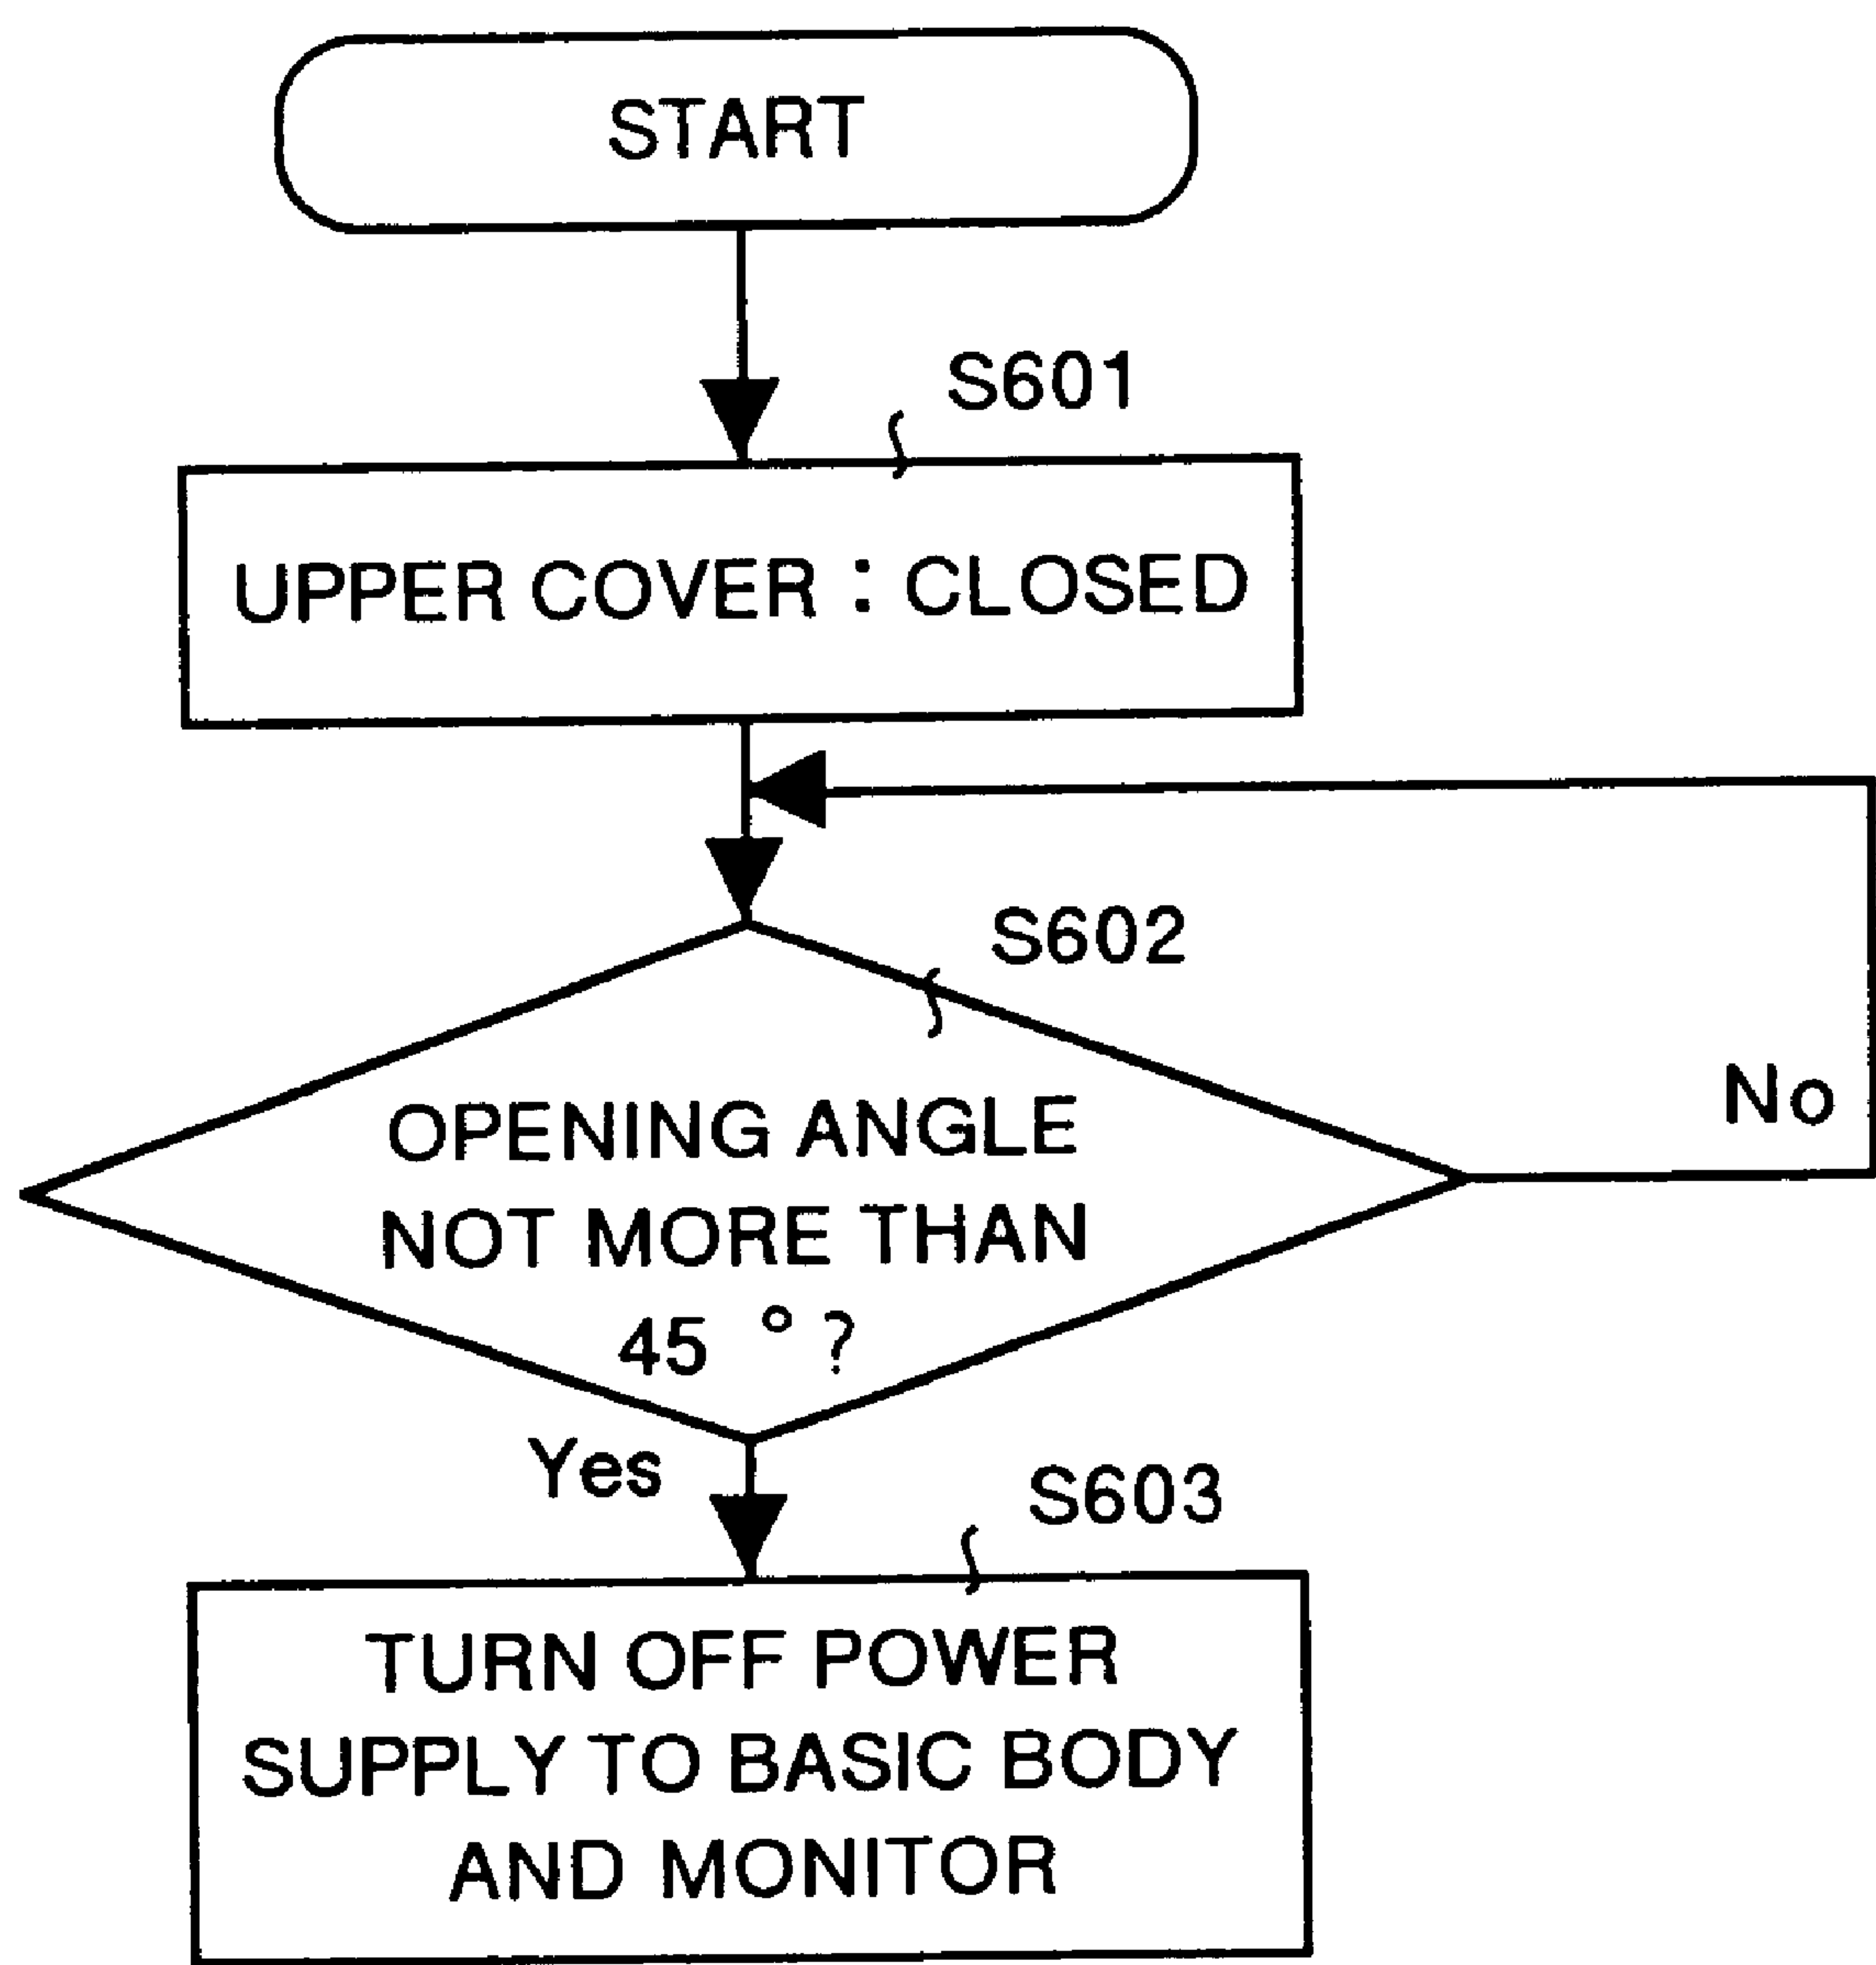 START
S601
UPPER COVER : CLOSED
S602
OPENING ANGLE
NOT MORE THAN
45 ° ?
No
Yes
S603
TURN OFF POWER
SUPPLY TO BASIC BODY
AND MONITOR